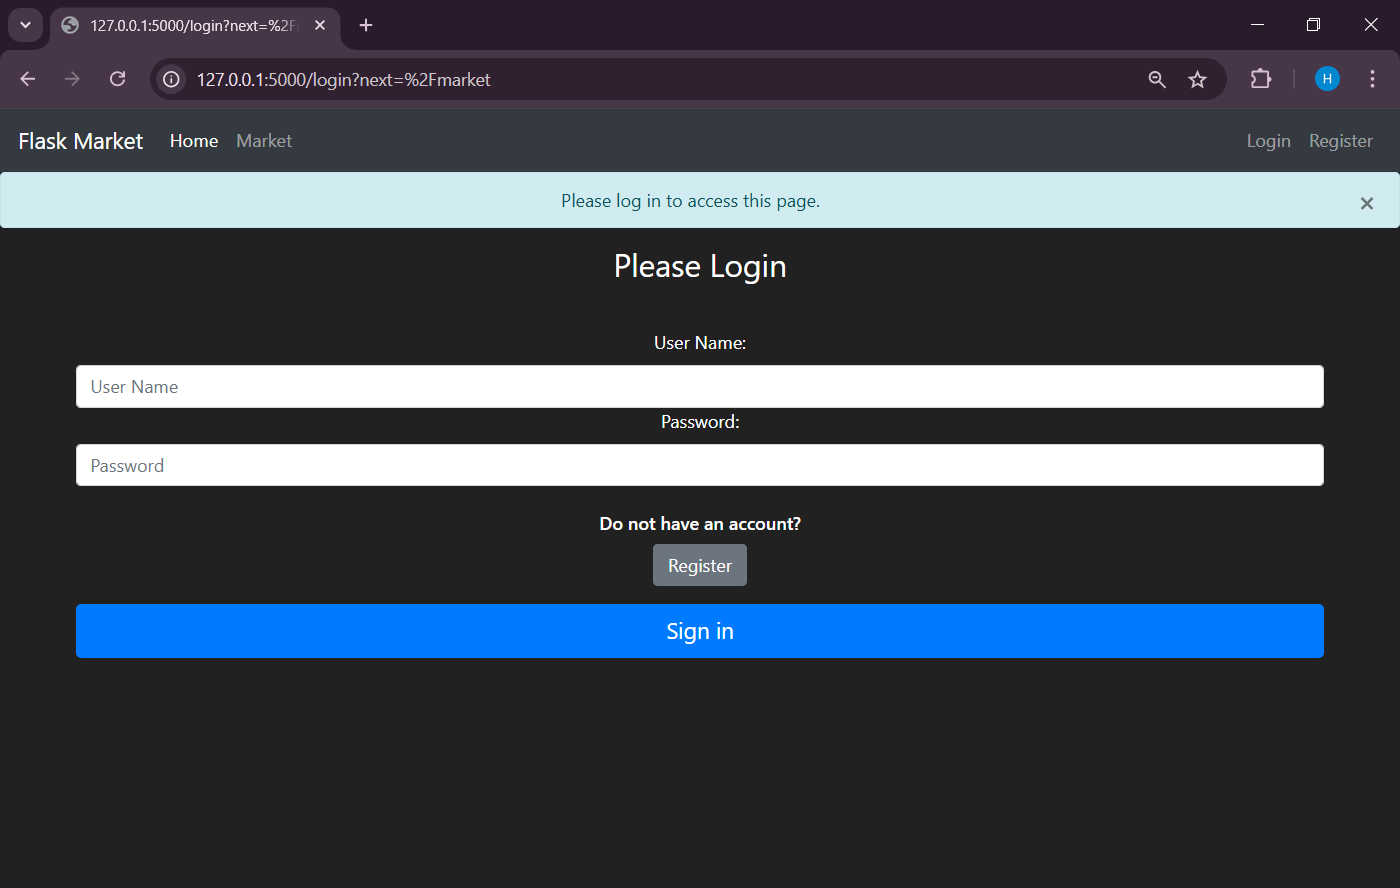 127.0.0.1:5000/login?next=%2F
127.0.0.1:5000/login?next=%2Fmarket
H
Flask Market Home Market Login Register
Please log in to access this page.
×
Please Login
User Name:
User Name
Password:
Password
Do not have an account?
Register
Sign in